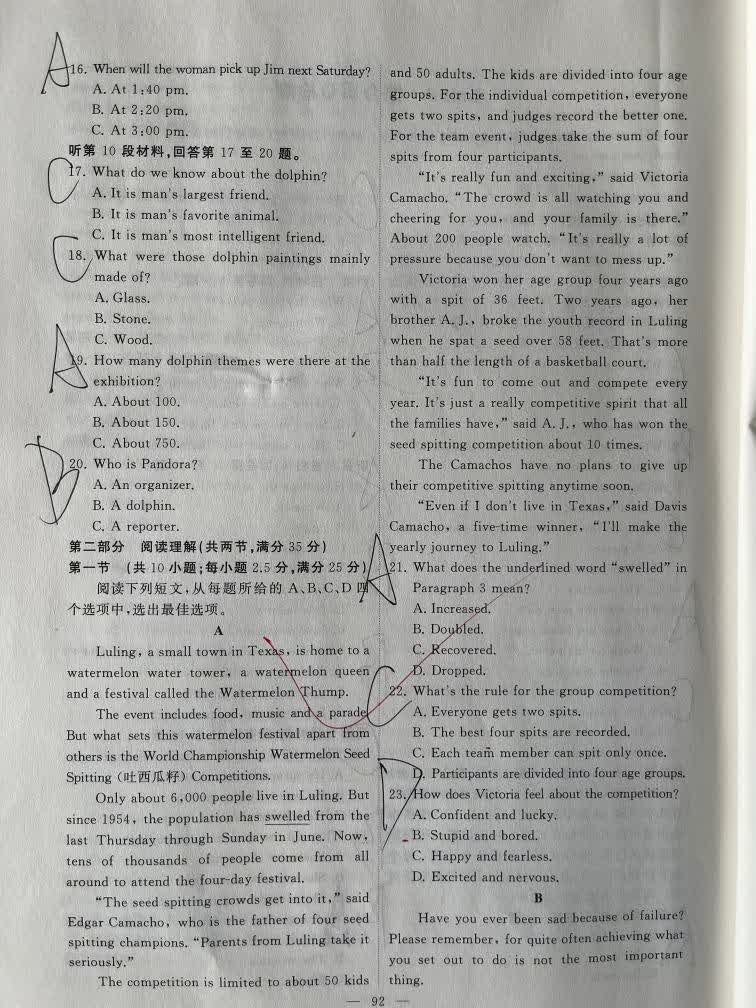 A
16. When will the woman pick up Jim next Saturday?
A. At 1:40 pm.
B. At 2:20 pm.
C. At 3:00 pm.
听第 10 段材料,回答第 17 至 20 题。
C
17. What do we know about the dolphin?
A. It is man's largest friend.
B. It is man's favorite animal.
C. It is man's most intelligent friend.
C
18. What were those dolphin paintings mainly
made of?
A. Glass.
B. Stone.
C. Wood.
A
19. How many dolphin themes were there at the
exhibition?
A. About 100.
B. About 150.
C. About 750.
B
20. Who is Pandora?
A. An organizer.
B. A dolphin.
C. A reporter.
第二部分 阅读理解(共两节,满分 35 分)
第一节 (共 10 小题;每小题 2.5 分,满分 25 分)
阅读下列短文,从每题所给的 A、B、C、D 四
个选项中,选出最佳选项。
A
Luling, a small town in Texas, is home to a
watermelon water tower, a watermelon queen
and a festival called the Watermelon Thump.
The event includes food, music and a parade.
But what sets this watermelon festival apart from
others is the World Championship Watermelon Seed
Spitting (吐西瓜籽) Competitions.
Only about 6,000 people live in Luling. But
since 1954, the population has swelled from the
last Thursday through Sunday in June. Now,
tens of thousands of people come from all
around to attend the four-day festival.
"The seed spitting crowds get into it," said
Edgar Camacho, who is the father of four seed
spitting champions. "Parents from Luling take it
seriously."
The competition is limited to about 50 kids
and 50 adults. The kids are divided into four age
groups. For the individual competition, everyone
gets two spits, and judges record the better one.
For the team event, judges take the sum of four
spits from four participants.
"It's really fun and exciting," said Victoria
Camacho. "The crowd is all watching you and
cheering for you, and your family is there."
About 200 people watch. "It's really a lot of
pressure because you don't want to mess up."
Victoria won her age group four years ago
with a spit of 36 feet. Two years ago, her
brother A. J., broke the youth record in Luling
when he spat a seed over 58 feet. That's more
than half the length of a basketball court.
"It's fun to come out and compete every
year. It's just a really competitive spirit that all
the families have," said A. J., who has won the
seed spitting competition about 10 times.
The Camachos have no plans to give up
their competitive spitting anytime soon.
"Even if I don't live in Texas," said Davis
Camacho, a five-time winner, "I'll make the
yearly journey to Luling."
A
21. What does the underlined word "swelled" in
Paragraph 3 mean?
A. Increased.
B. Doubled.
C. Recovered.
D. Dropped.
C
22. What's the rule for the group competition?
A. Everyone gets two spits.
B. The best four spits are recorded.
C. Each team member can spit only once.
D. Participants are divided into four age groups.
D
23. How does Victoria feel about the competition?
A. Confident and lucky.
B. Stupid and bored.
C. Happy and fearless.
D. Excited and nervous.
B
Have you ever been sad because of failure?
Please remember, for quite often achieving what
you set out to do is not the most important
thing.
— 92 —